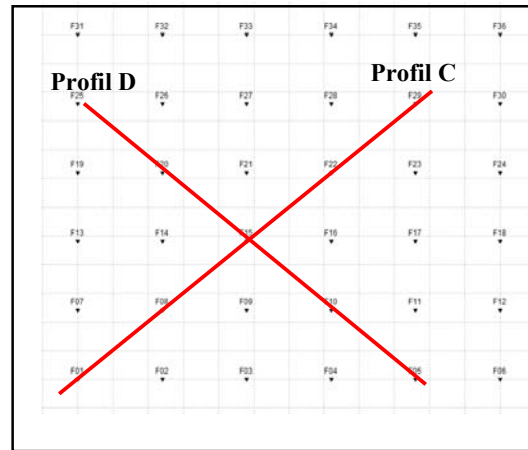 F31 F32 F33 F34 F35 F36
Profil D Profil C
F25 F26 F27 F28 F29 F30
F19 F20 F21 F22 F23 F24
F13 F14 F15 F16 F17 F18
F07 F08 F09 F10 F11 F12
F01 F02 F03 F04 F05 F06